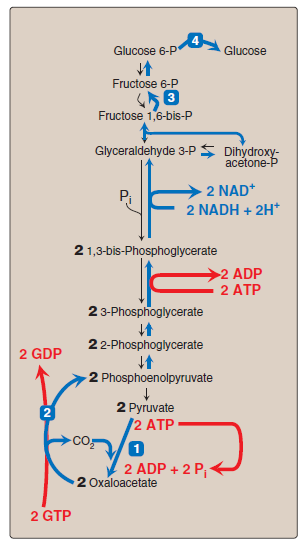 Glucose 6-P 4 Glucose
Fructose 6-P
3
Fructose 1,6-bis-P
Glyceraldehyde 3-P Dihydroxy-
acetone-P
Pi
2 NAD+
2 NADH + 2H+
2 1,3-bis-Phosphoglycerate
2 ADP
2 ATP
2 3-Phosphoglycerate
2 2-Phosphoglycerate
2 GDP
2 Phosphoenolpyruvate
2
2 Pyruvate
2 ATP
CO2
1
2 ADP + 2 Pi
2 Oxaloacetate
2 GTP